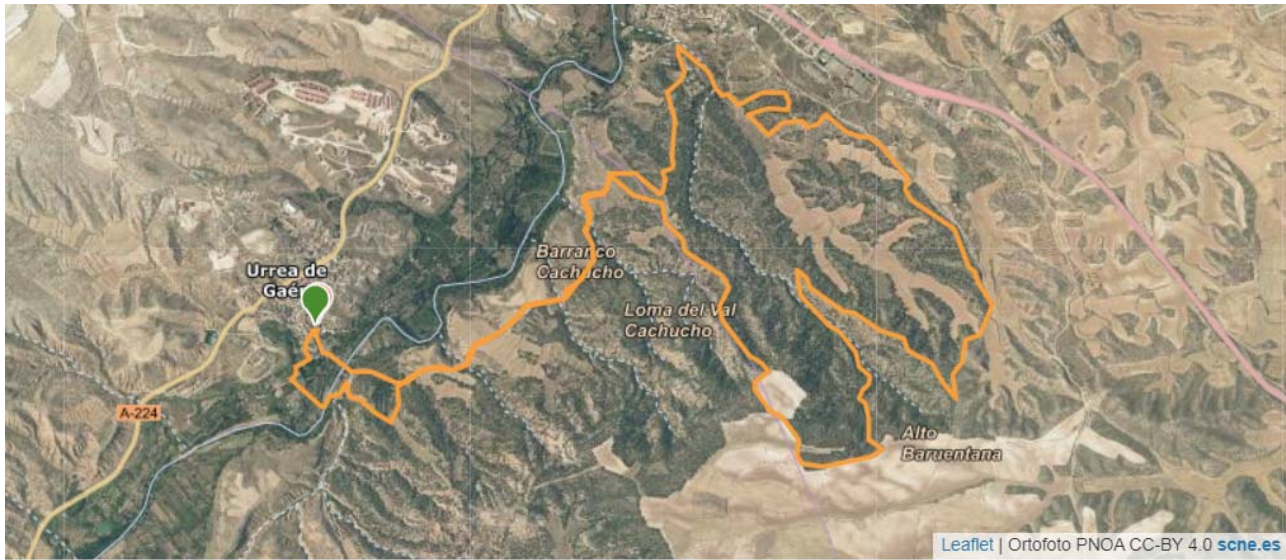 Barranco
Cachucho
Urrea de
Loma del Val
Cachucho
A-224
Alto
Baruentana
Leaflet | Ortofoto PNOA CC-BY 4.0 scne.es